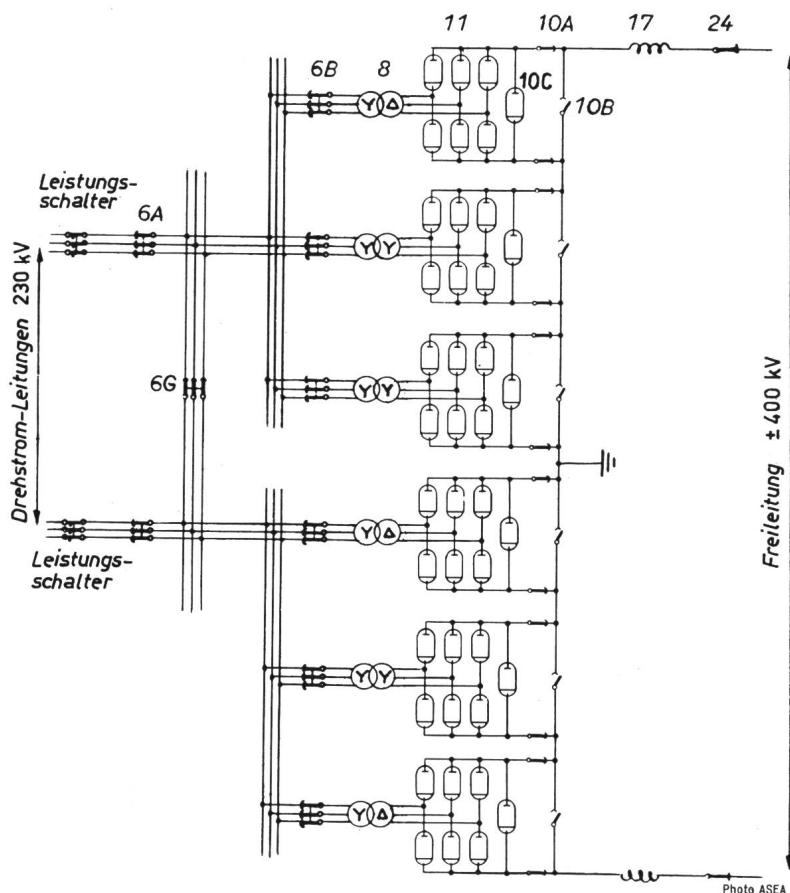 11
10A
17
24
6B
8
10C
10B
Leistungs-
schalter
6A
Drehstrom-Leitungen 230 kV
6G
Leistungs-
schalter
Freileitung ± 400 kV
Y Δ
Y Y
Y Y
Y Δ
Y Y
Y Δ
Photo ASEA